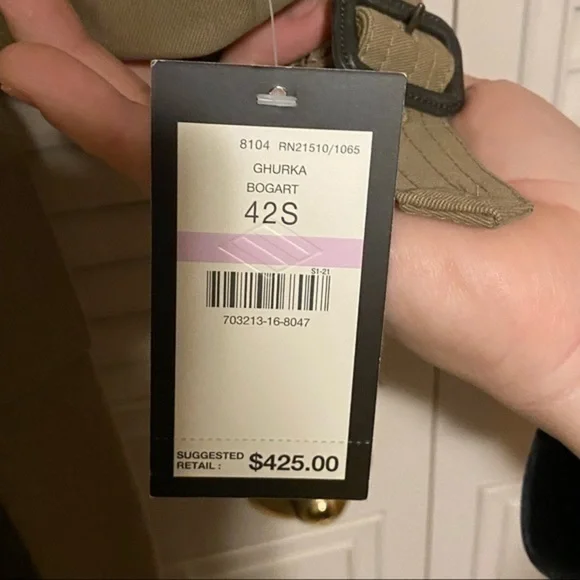 8104 RN21510/1065
GHURKA
BOGART
42S
S1-21
703213-16-8047
SUGGESTED
RETAIL : $425.00